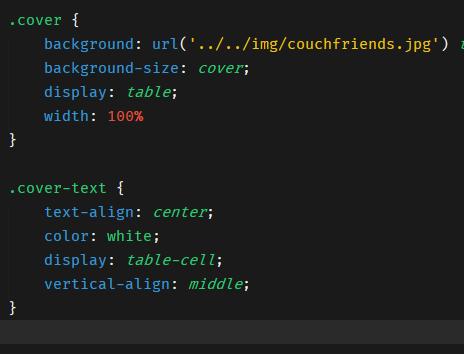 .cover {
    background: url('../../img/couchfriends.jpg')
    background-size: cover;
    display: table;
    width: 100%
}

.cover-text {
    text-align: center;
    color: white;
    display: table-cell;
    vertical-align: middle;
}